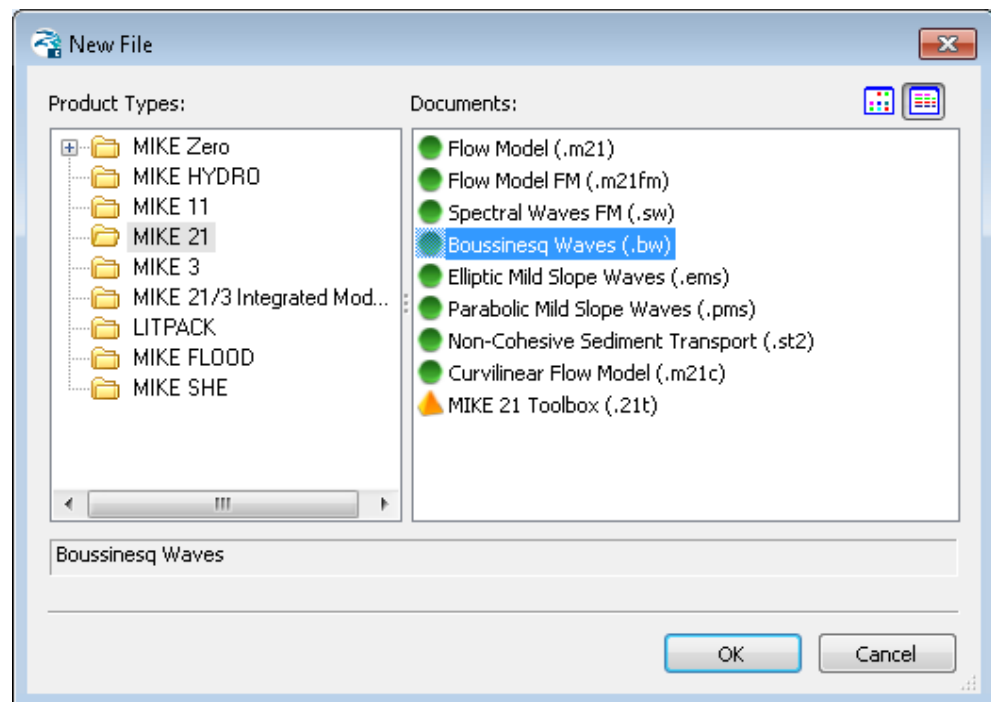 New File
Product Types:
Documents:
MIKE Zero
MIKE HYDRO
MIKE 11
MIKE 21
MIKE 3
MIKE 21/3 Integrated Mod...
LITPACK
MIKE FLOOD
MIKE SHE
Flow Model (.m21)
Flow Model FM (.m21fm)
Spectral Waves FM (.sw)
Boussinesq Waves (.bw)
Elliptic Mild Slope Waves (.ems)
Parabolic Mild Slope Waves (.pms)
Non-Cohesive Sediment Transport (.st2)
Curvilinear Flow Model (.m21c)
MIKE 21 Toolbox (.21t)
Boussinesq Waves
OK
Cancel